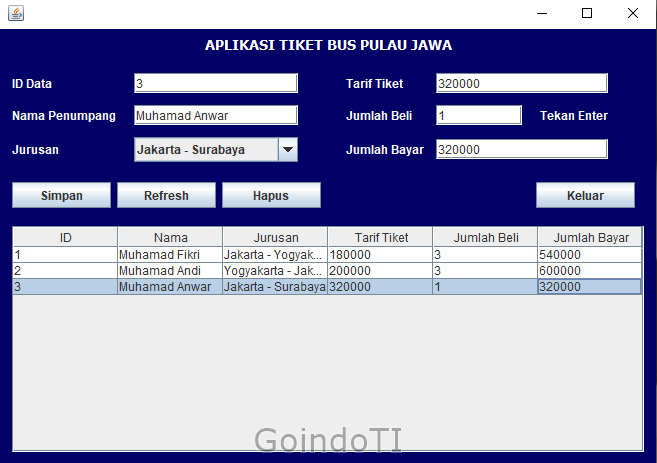 APLIKASI TIKET BUS PULAU JAWA
ID Data 3 Tarif Tiket 320000
Nama Penumpang Muhamad Anwar Jumlah Beli 1 Tekan Enter
Jurusan Jakarta - Surabaya Jumlah Bayar 320000
Simpan Refresh Hapus Keluar
ID Nama Jurusan Tarif Tiket Jumlah Beli Jumlah Bayar
1 Muhamad Fikri Jakarta - Yogyak... 180000 3 540000
2 Muhamad Andi Yogyakarta - Jak... 200000 3 600000
3 Muhamad Anwar Jakarta - Surabaya 320000 1 320000
GoindoTI